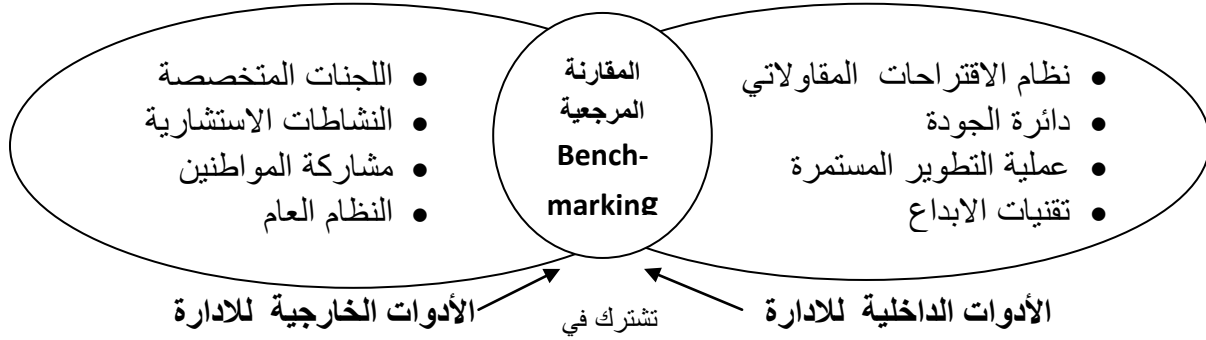 • نظام الاقتراحات المقاولاتي
• دائرة الجودة
• عملية التطوير المستمرة
• تقنيات الابداع
المقارنة
المرجعية
Bench-
marking
• اللجنات المتخصصة
• النشاطات الاستشارية
• مشاركة المواطنين
• النظام العام
الأدوات الداخلية للادارة
تشترك في
الأدوات الخارجية للادارة